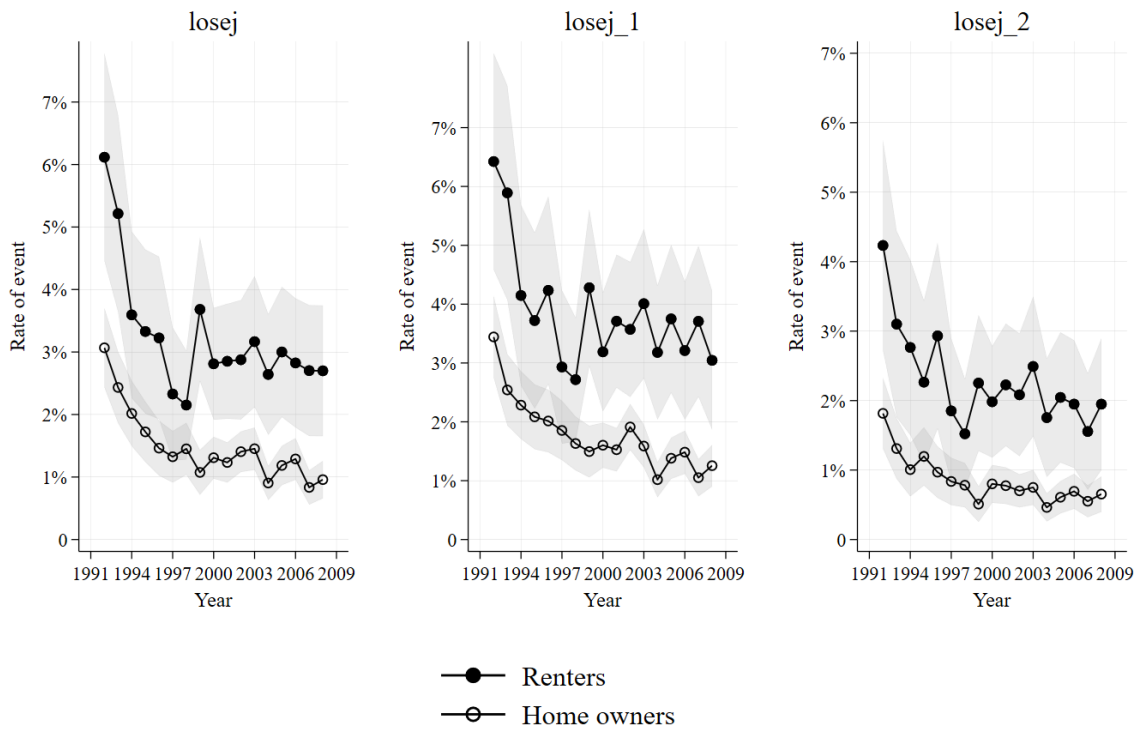 losej
Rate of event
7%
6%
5%
4%
3%
2%
1%
0
1991 1994 1997 2000 2003 2006 2009
Year
losej_1
Rate of event
7%
6%
5%
4%
3%
2%
1%
0
1991 1994 1997 2000 2003 2006 2009
Year
losej_2
Rate of event
7%
6%
5%
4%
3%
2%
1%
0
1991 1994 1997 2000 2003 2006 2009
Year
Renters
Home owners